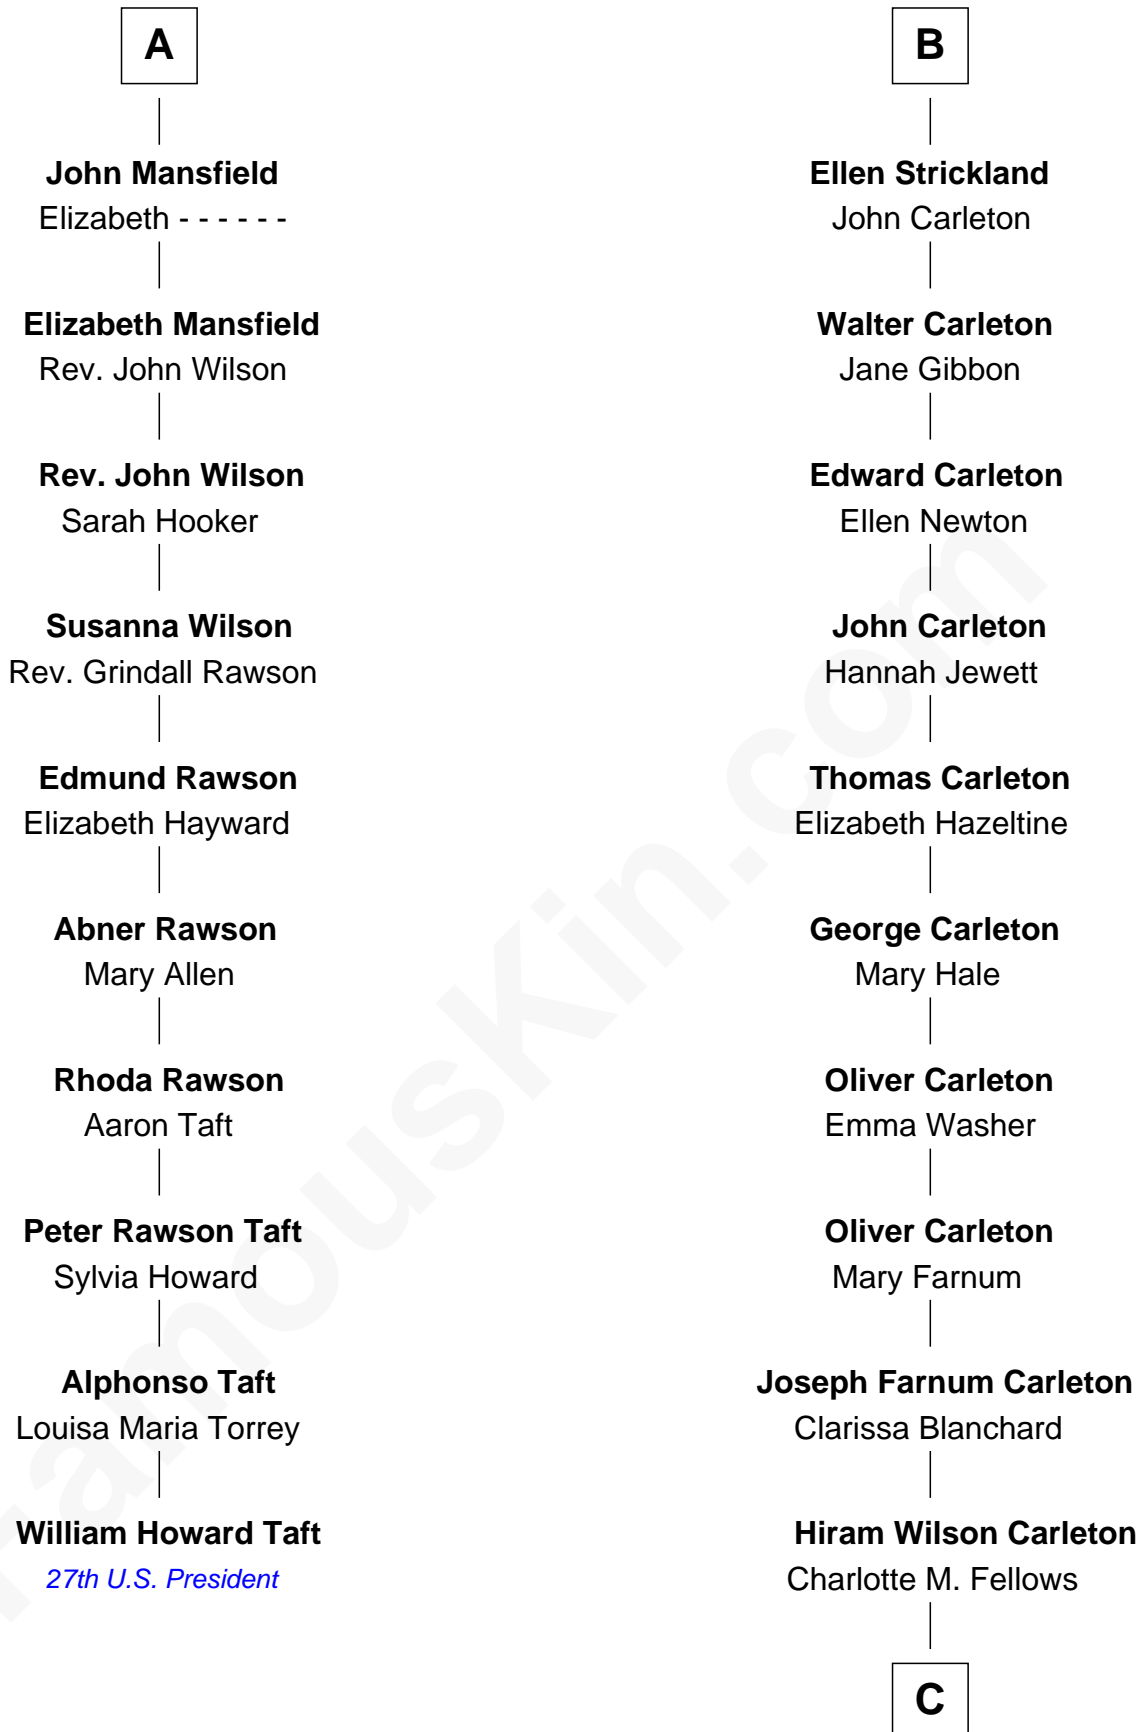 A
John Mansfield
Elizabeth - - - - - -
Elizabeth Mansfield
Rev. John Wilson
Rev. John Wilson
Sarah Hooker
Susanna Wilson
Rev. Grindall Rawson
Edmund Rawson
Elizabeth Hayward
Abner Rawson
Mary Allen
Rhoda Rawson
Aaron Taft
Peter Rawson Taft
Sylvia Howard
Alphonso Taft
Louisa Maria Torrey
William Howard Taft
27th U.S. President
B
Ellen Strickland
John Carleton
Walter Carleton
Jane Gibbon
Edward Carleton
Ellen Newton
John Carleton
Hannah Jewett
Thomas Carleton
Elizabeth Hazeltine
George Carleton
Mary Hale
Oliver Carleton
Emma Washer
Oliver Carleton
Mary Farnum
Joseph Farnum Carleton
Clarissa Blanchard
Hiram Wilson Carleton
Charlotte M. Fellows
C
FamousKin.com